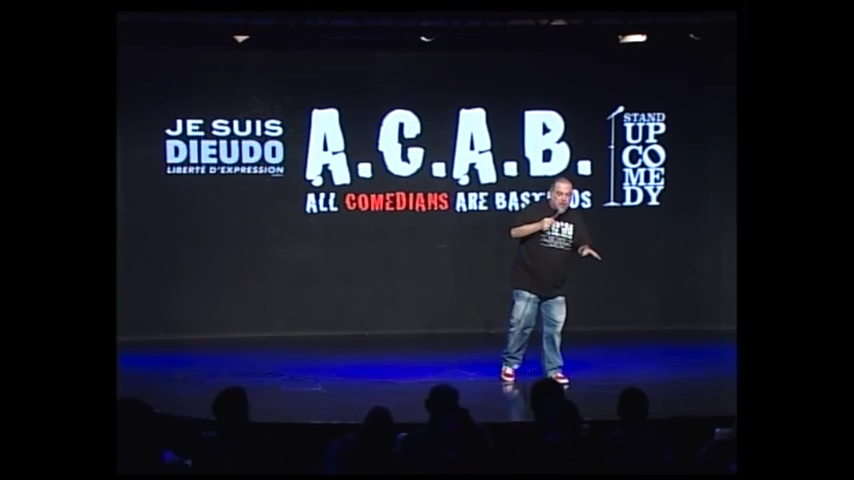 JE SUIS
DIEUDO
LIBERTÉ D'EXPRESSION
A.C.A.B.
ALL COMEDIANS ARE
STAND
UP
CO
ME
DY